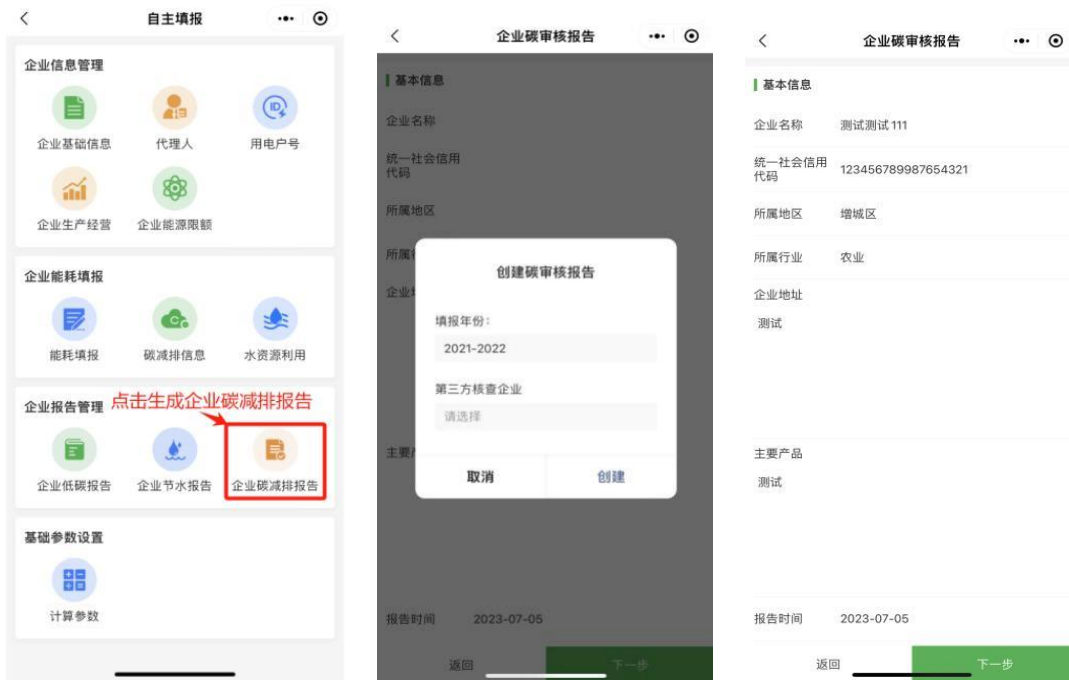 自主填报
企业信息管理
企业基础信息 代理人 用电户号
企业生产经营 企业能源限额
企业能耗填报
能耗填报 碳减排信息 水资源利用
企业报告管理 点击生成企业碳减排报告
企业低碳报告 企业节水报告 企业碳减排报告
基础参数设置
计算参数
企业碳审核报告
基本信息
企业名称
统一社会信用
代码
所属地区
所属
创建碳审核报告
企业
填报年份:
2021-2022
第三方核查企业
请选择
主要
取消 创建
报告时间 2023-07-05
返回 下一步
企业碳审核报告
基本信息
企业名称 测试测试111
统一社会信用
代码 123456789987654321
所属地区 增城区
所属行业 农业
企业地址
测试
主要产品
测试
报告时间 2023-07-05
返回 下一步